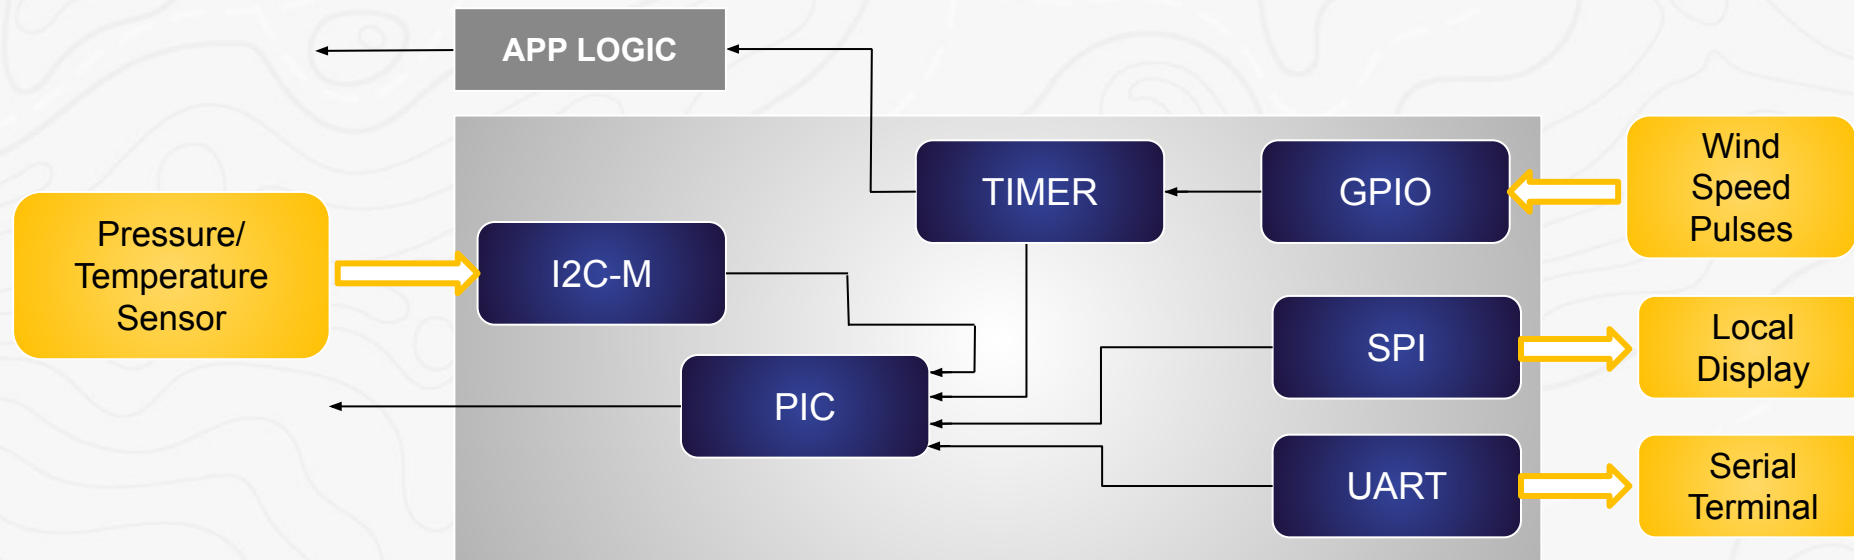 APP LOGIC
TIMER
GPIO
Wind
Speed
Pulses
Pressure/
Temperature
Sensor
I2C-M
SPI
Local
Display
PIC
UART
Serial
Terminal